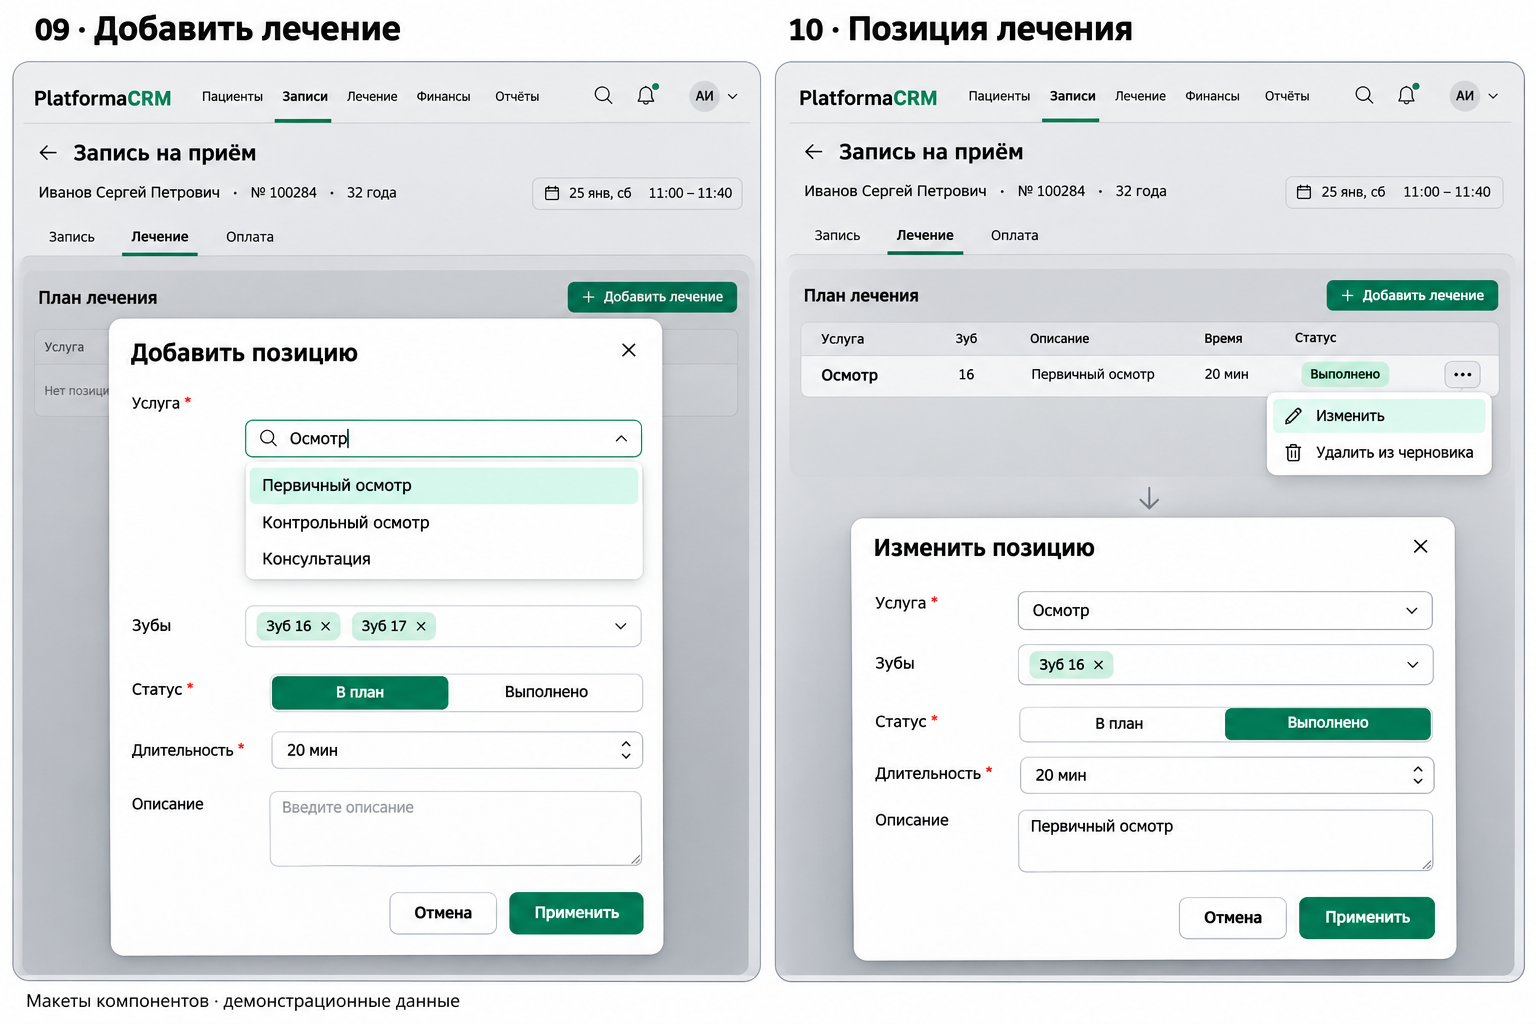 09 · Добавить лечение
PlatformaCRM Пациенты Записи Лечение Финансы Отчёты АИ
← Запись на приём
Иванов Сергей Петрович · № 100284 · 32 года 25 янв, сб 11:00 – 11:40
Запись Лечение Оплата
План лечения + Добавить лечение
Услуга
Нет позици
Добавить позицию ×
Услуга *
Осмотр
Первичный осмотр
Контрольный осмотр
Консультация
Зубы Зуб 16 × Зуб 17 ×
Статус * В план Выполнено
Длительность * 20 мин
Описание Введите описание
Отмена Применить
10 · Позиция лечения
PlatformaCRM Пациенты Записи Лечение Финансы Отчёты АИ
← Запись на приём
Иванов Сергей Петрович · № 100284 · 32 года 25 янв, сб 11:00 – 11:40
Запись Лечение Оплата
План лечения + Добавить лечение
Услуга Зуб Описание Время Статус
Осмотр 16 Первичный осмотр 20 мин Выполнено •••
Изменить
Удалить из черновика
↓
Изменить позицию ×
Услуга * Осмотр
Зубы Зуб 16 ×
Статус * В план Выполнено
Длительность * 20 мин
Описание Первичный осмотр
Отмена Применить
Макеты компонентов · демонстрационные данные